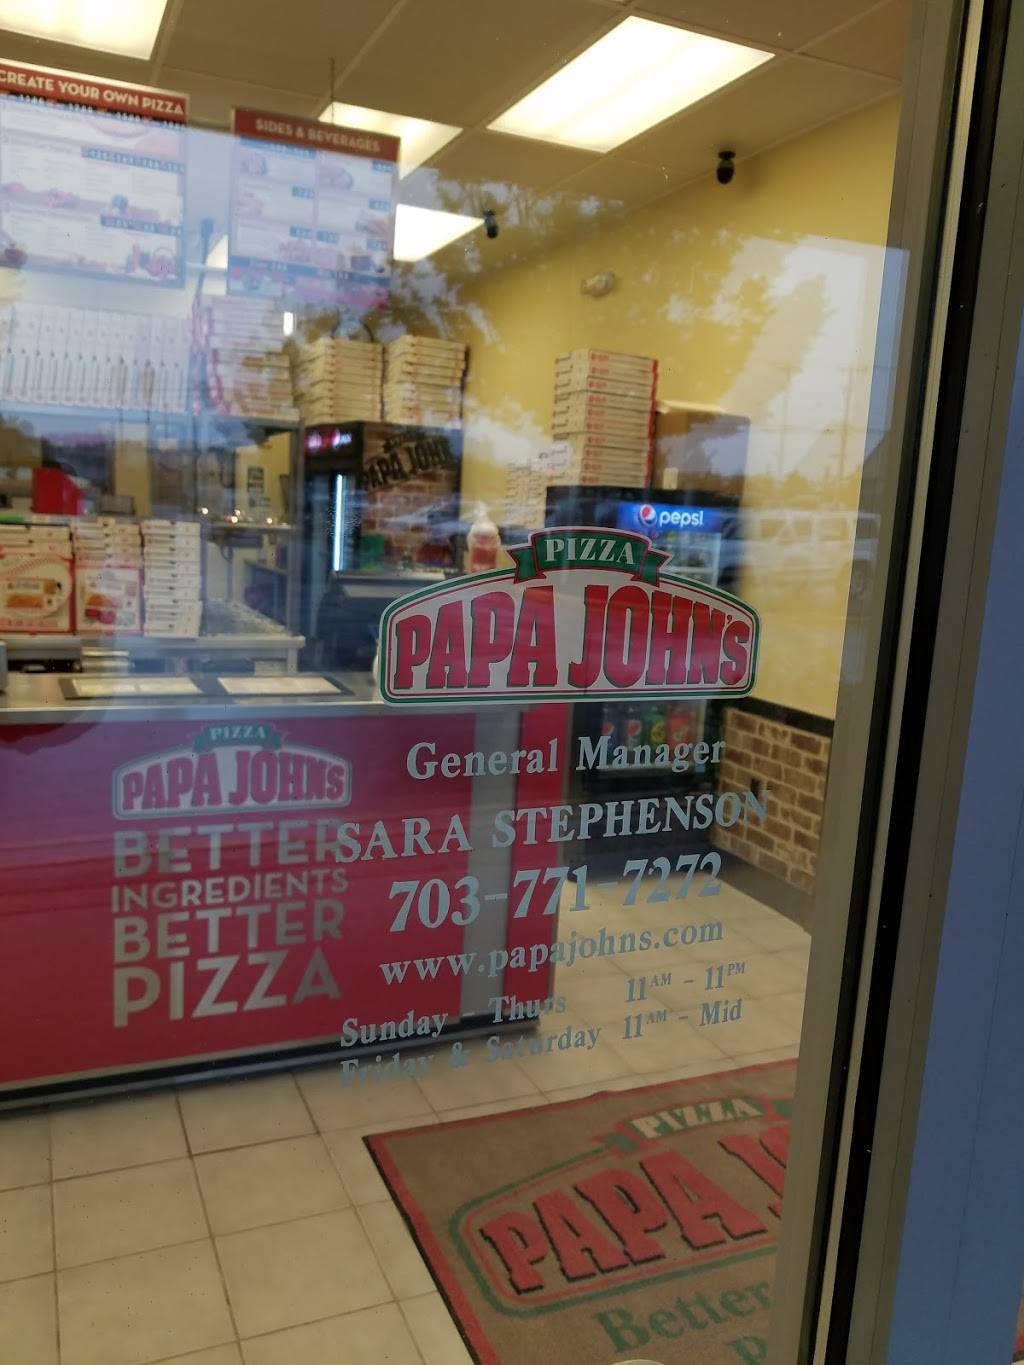 CREATE YOUR OWN PIZZA
SIDES & BEVERAGES
PAPA JOHN
pepsi
PIZZA
PAPA JOHN'S
General Manager
SARA STEPHENSON
703-771-7272
www.papajohns.com
Sunday - Thurs 11AM - 11PM
Friday & Saturday 11AM - Mid
PIZZA
PAPA JOHNS
BETTER
INGREDIENTS
BETTER
PIZZA
PIZZA
PAPA J
Better
P